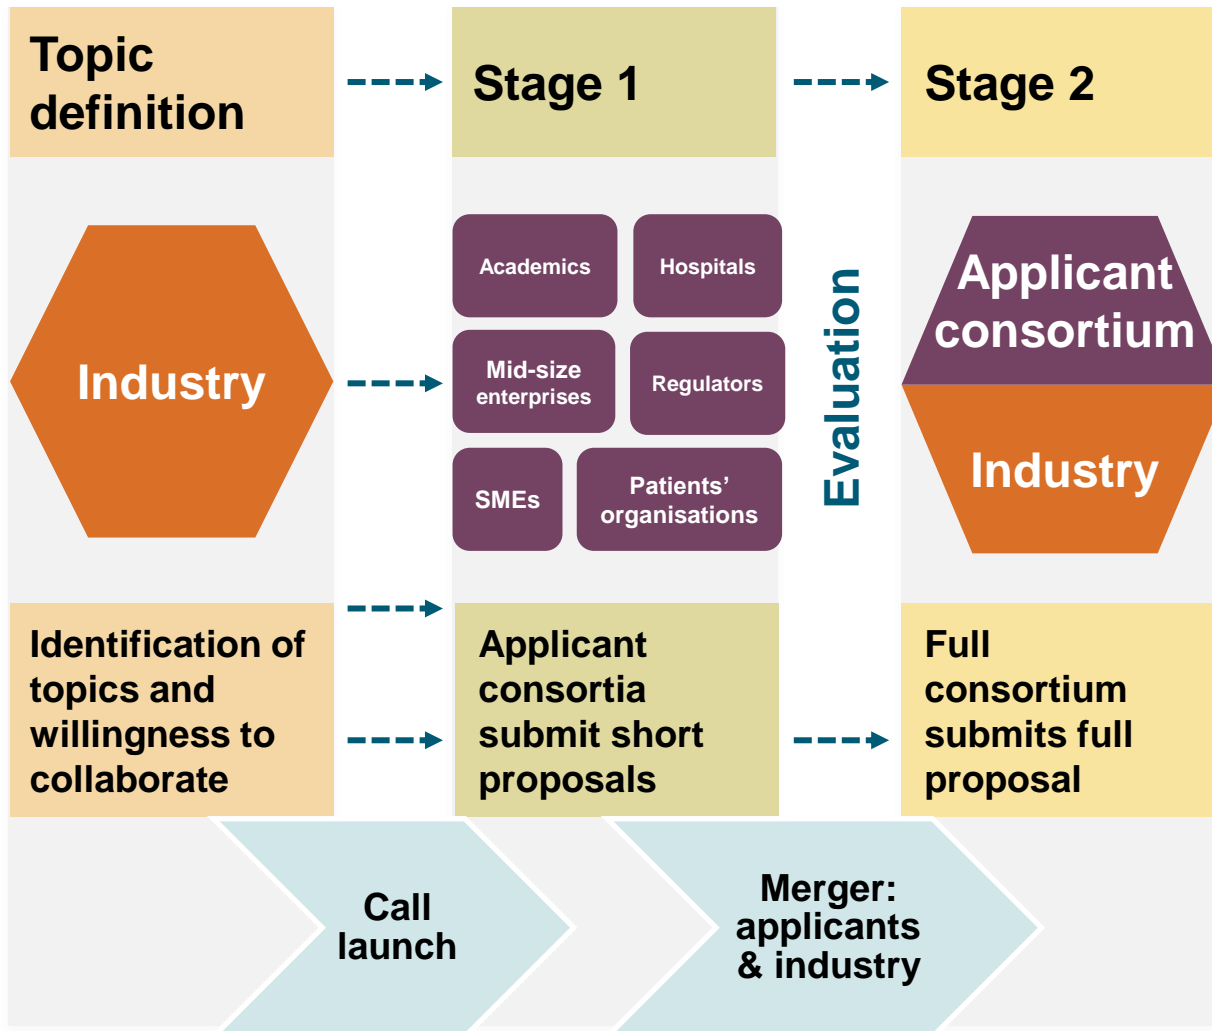 Topic
definition
Stage 1
Stage 2
Industry
Academics
Hospitals
Mid-size
enterprises
Regulators
SMEs
Patients’
organisations
Evaluation
Applicant
consortium
Industry
Identification of
topics and
willingness to
collaborate
Applicant
consortia
submit short
proposals
Full
consortium
submits full
proposal
Call
launch
Merger:
applicants
& industry